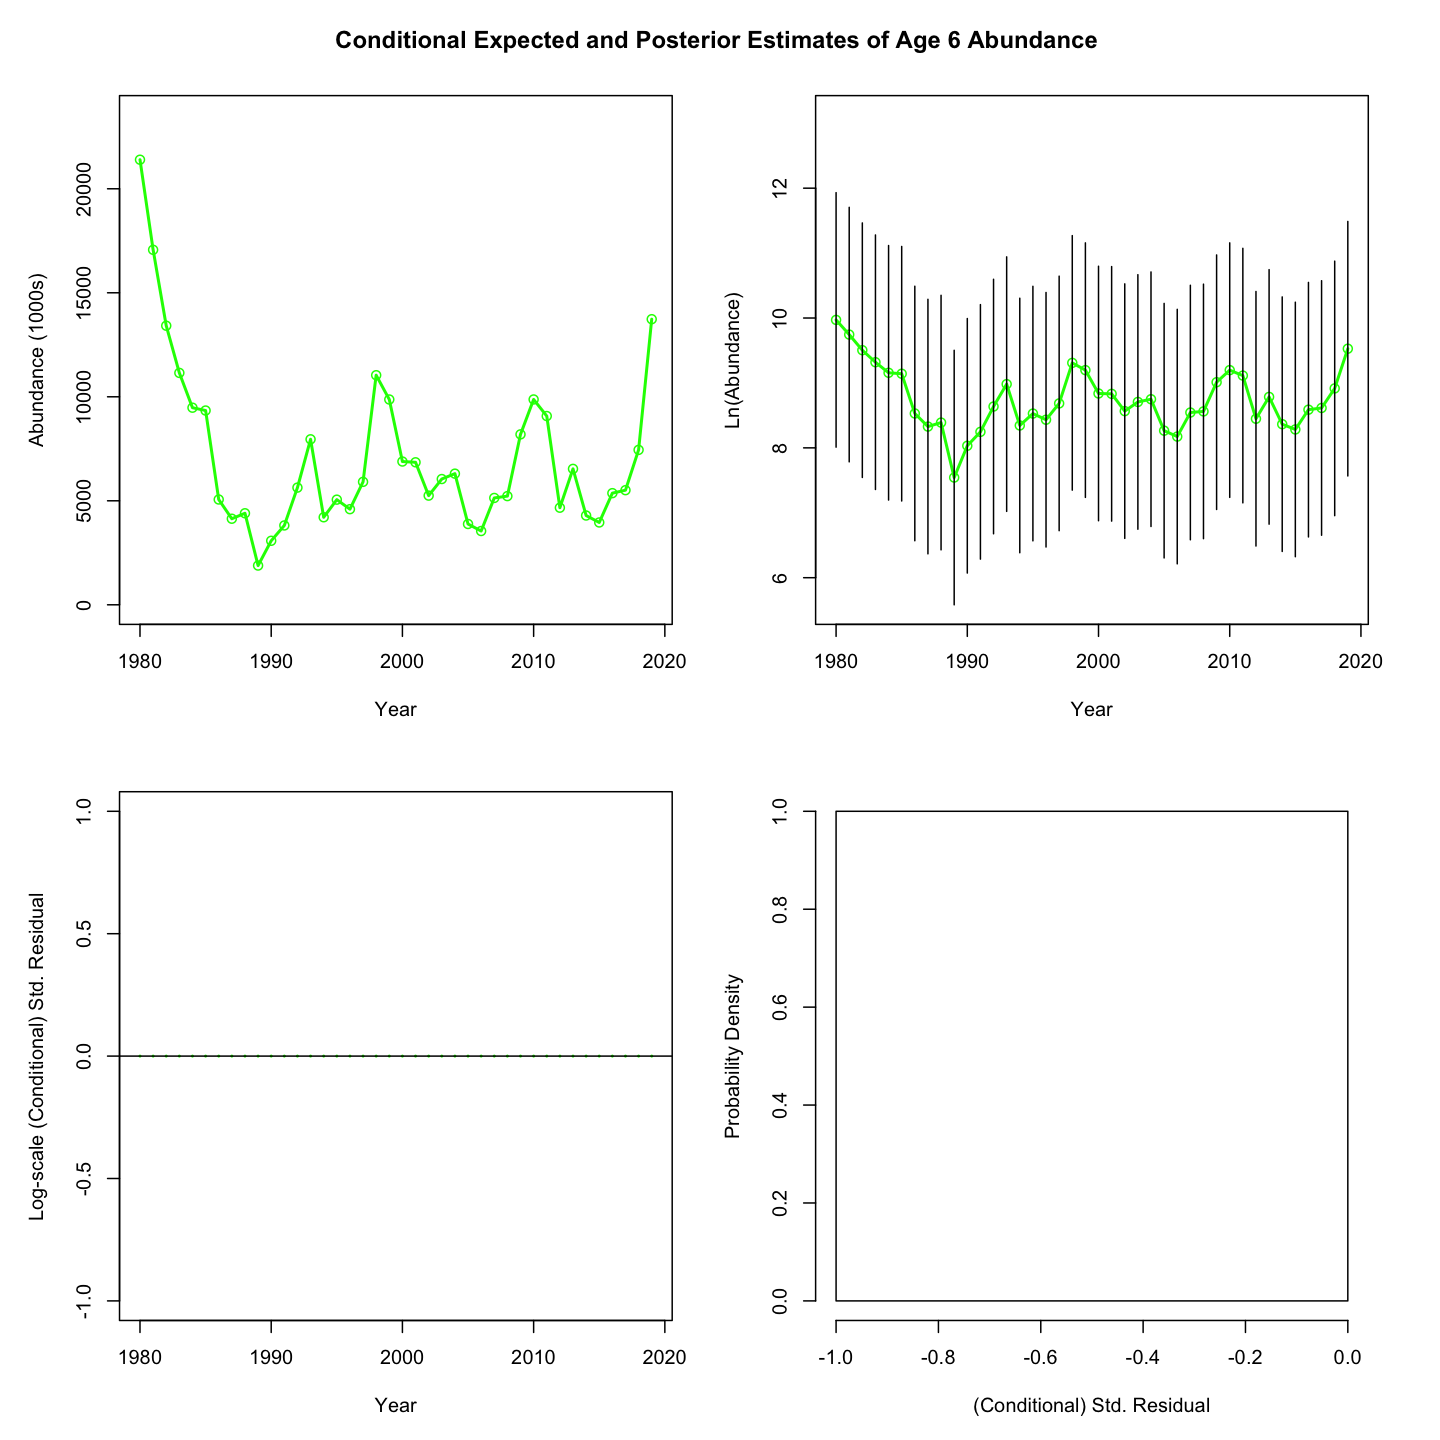 Conditional Expected and Posterior Estimates of Age 6 Abundance
Abundance (1000s)
20000
15000
10000
5000
0
1980 1990 2000 2010 2020
Year
Ln(Abundance)
12
10
8
6
1980 1990 2000 2010 2020
Year
Log-scale (Conditional) Std. Residual
1.0
0.5
0.0
-0.5
-1.0
1980 1990 2000 2010 2020
Year
Probability Density
1.0
0.8
0.6
0.4
0.2
0.0
-1.0 -0.8 -0.6 -0.4 -0.2 0.0
(Conditional) Std. Residual